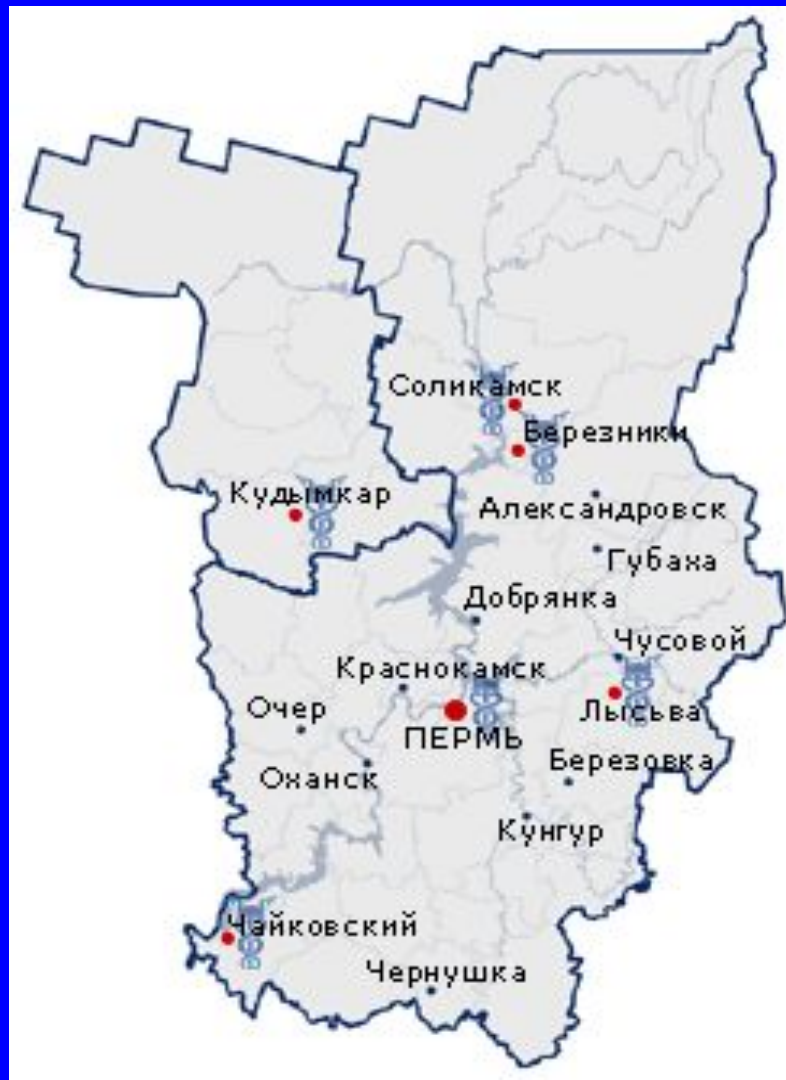 Соликамск
Березники
Кудымкар
Александровск
Губаха
Добрянка
Чусовой
Краснокамск
Очер
Лысьва
ПЕРМЬ
Березовка
Оханск
Кунгур
Чайковский
Чернушка